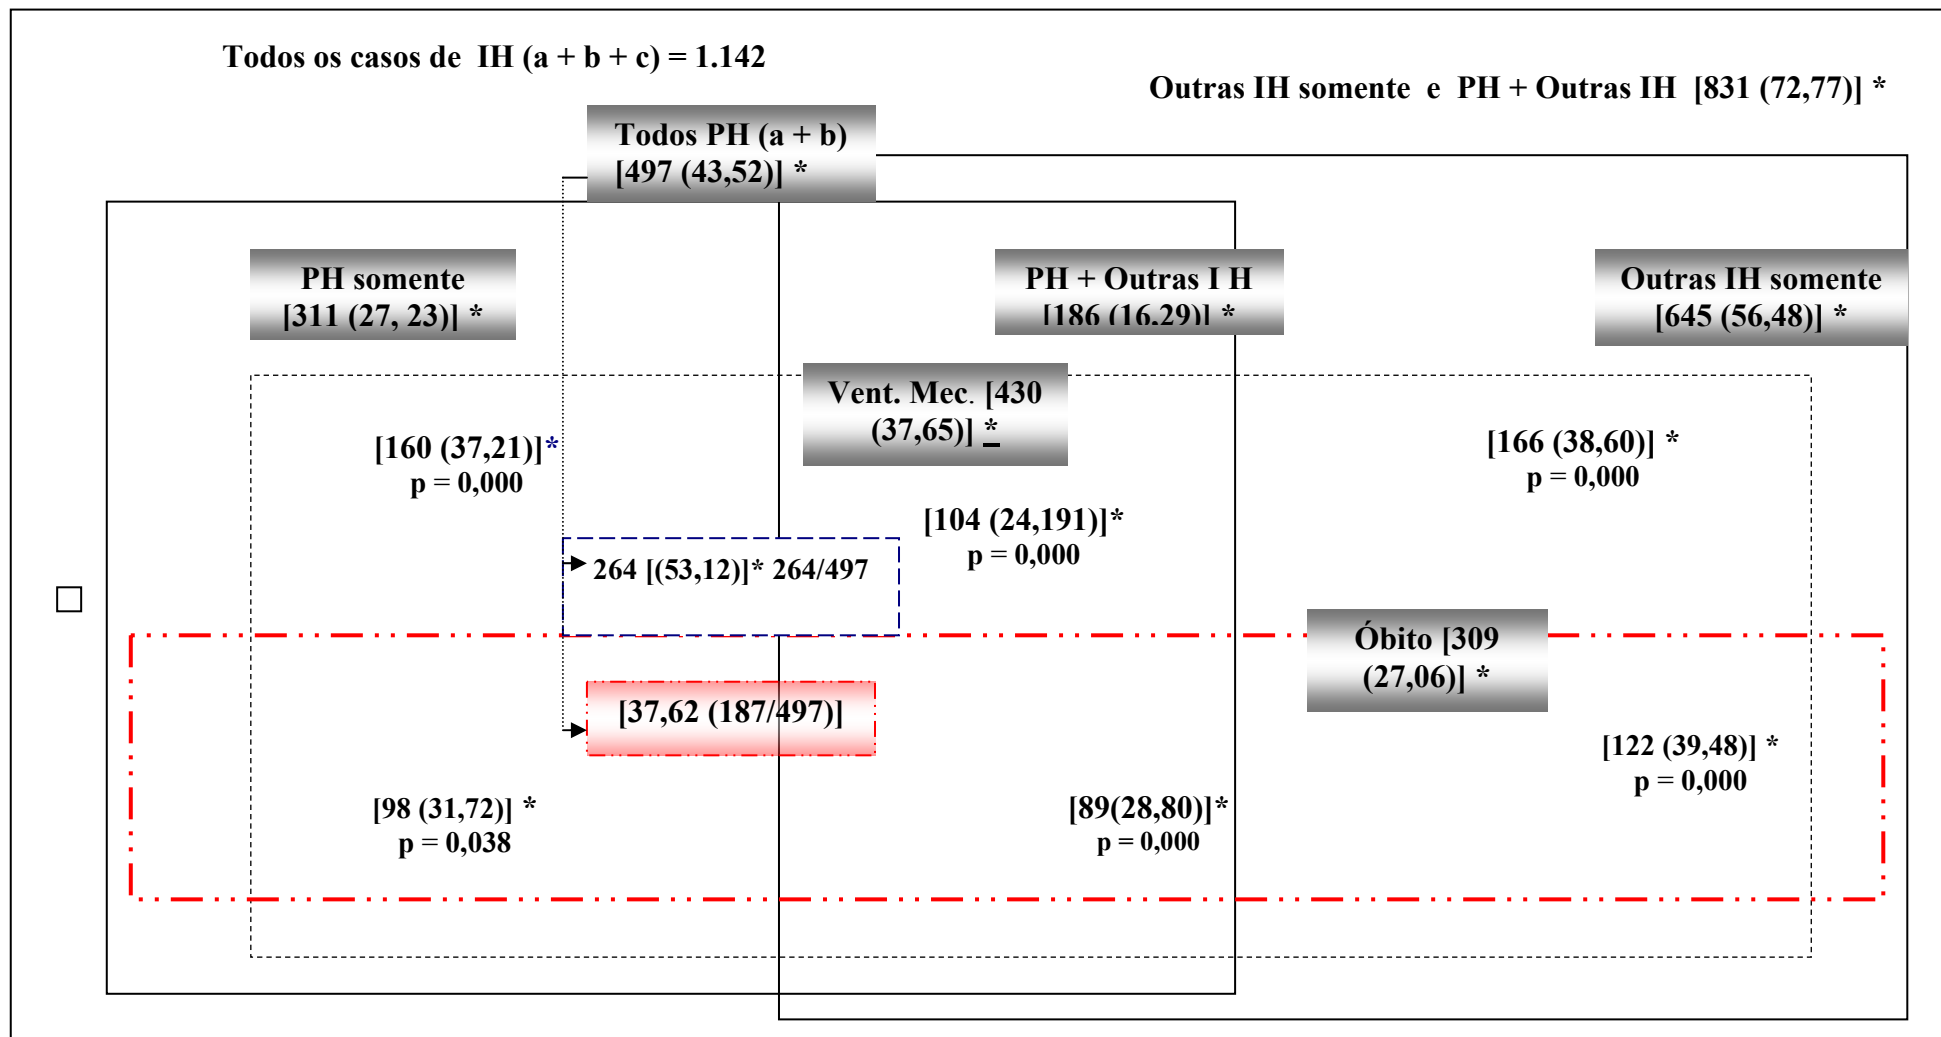 Todos os casos de IH (a + b + c) = 1.142
Outras IH somente e PH + Outras IH [831 (72,77)] *
Todos PH (a + b)
[497 (43,52)] *
PH somente
[311 (27, 23)] *
PH + Outras I H
[186 (16,29)] *
Outras IH somente
[645 (56,48)] *
Vent. Mec. [430
(37,65)] *
[160 (37,21)]*
p = 0,000
[166 (38,60)] *
p = 0,000
[104 (24,191)]*
p = 0,000
264 [(53,12)]* 264/497
Óbito [309
(27,06)] *
[37,62 (187/497)]
[122 (39,48)] *
p = 0,000
[98 (31,72)] *
p = 0,038
[89(28,80)]*
p = 0,000